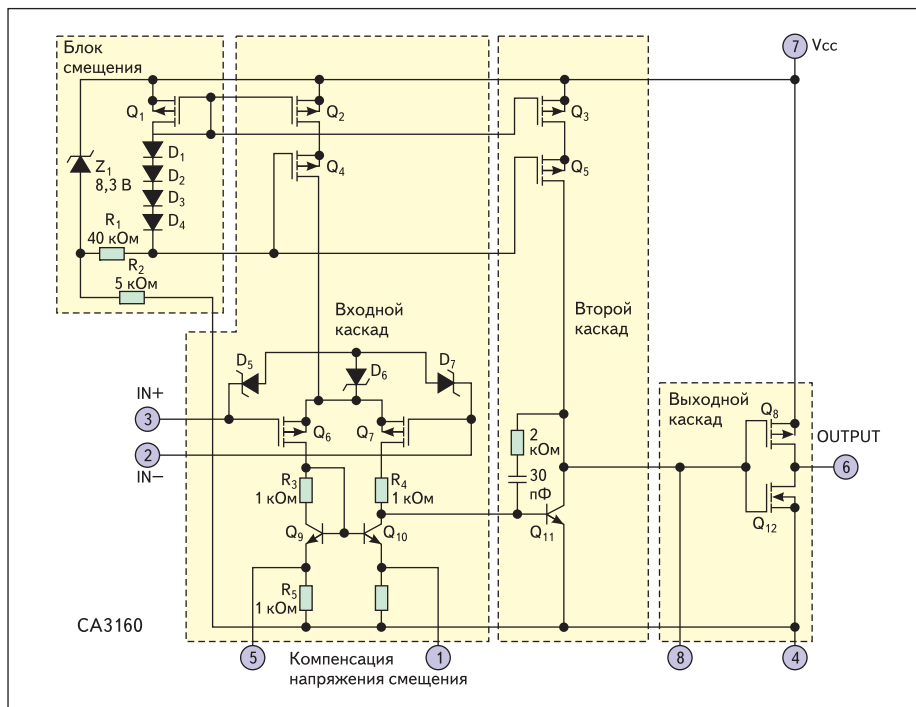 Блок
смещения
7
Vcc
Q1
Q2
Q3
D1
D2
D3
D4
Z1
8,3 В
Q4
Q5
R1
40 кОм
R2
5 кОм
Входной
каскад
Второй
каскад
D5
D6
D7
IN+
3
Q6
Q7
2
IN−
R3
1 кОм
R4
1 кОм
2
кОм
30
пФ
Выходной
каскад
Q8
OUTPUT
6
Q12
Q9
Q10
Q11
R5
1 кОм
CA3160
5
Компенсация
напряжения смещения
1
8
4